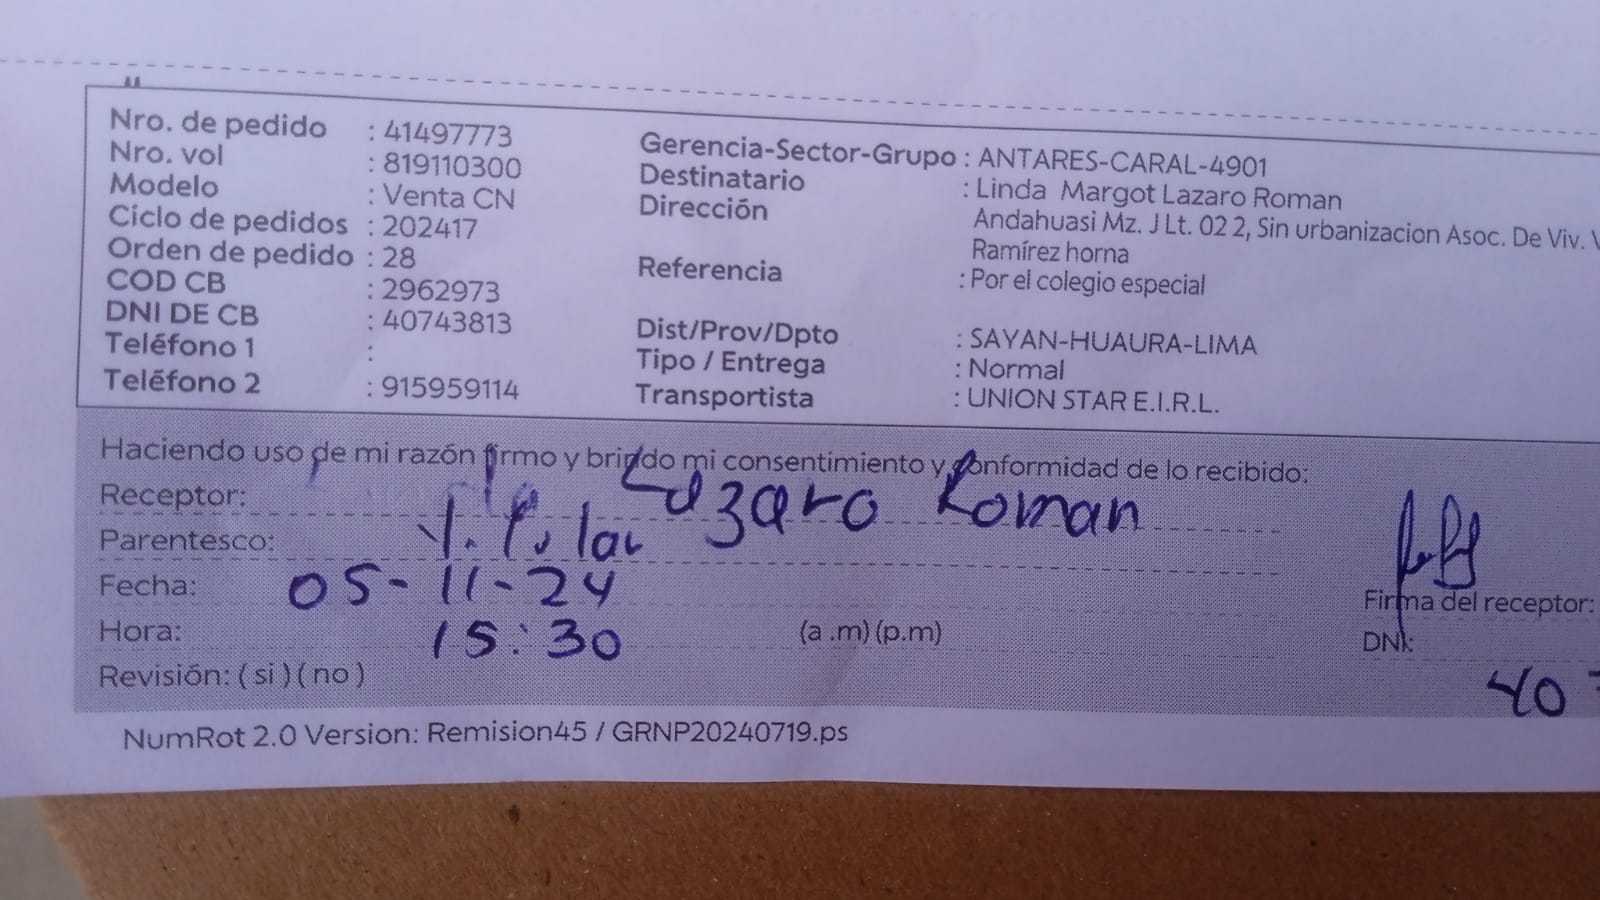 Nro. de pedido : 41497773
Nro. vol : 819110300
Modelo : Venta CN
Ciclo de pedidos : 202417
Orden de pedido : 28
COD CB : 2962973
DNI DE CB : 40743813
Teléfono 1 :
Teléfono 2 : 915959114
Gerencia-Sector-Grupo : ANTARES-CARAL-4901
Destinatario : Linda Margot Lazaro Roman
Dirección Andahuasi Mz. J Lt. 02 2, Sin urbanizacion Asoc. De Viv.
Ramírez horna
Referencia : Por el colegio especial
Dist/Prov/Dpto : SAYAN-HUAURA-LIMA
Tipo / Entrega : Normal
Transportista : UNION STAR E.I.R.L.
Haciendo uso de mi razón firmo y brindo mi consentimiento y conformidad de lo recibido:
Receptor: Lazaro Roman
Parentesco:
Fecha: 05-11-24
Hora: 15:30 (a .m) (p.m)
Revisión: ( si ) ( no )
Firma del receptor:
DNI: 40
NumRot 2.0 Version: Remision45 / GRNP20240719.ps